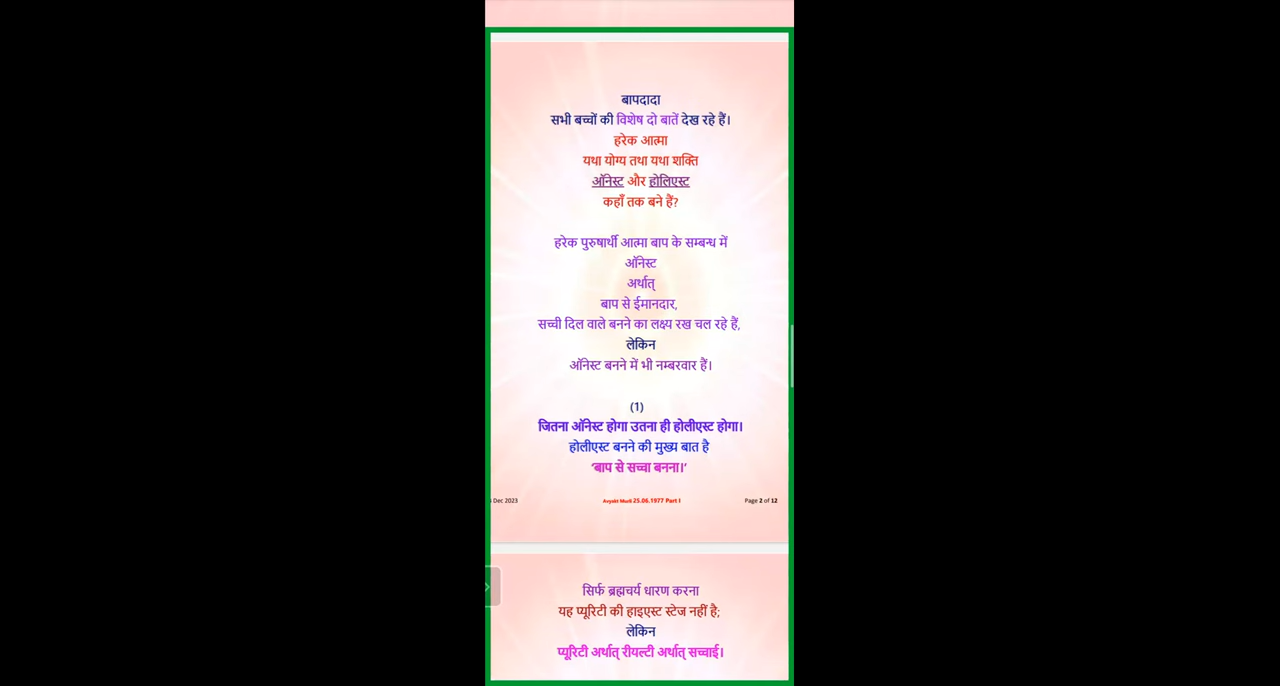 बापदादा
सभी बच्चों की विशेष दो बातें देख रहे हैं।
हरेक आत्मा
यथा योग्य तथा यथा शक्ति
ऑनेस्ट और होलिएस्ट
कहाँ तक बने हैं?
हरेक पुरुषार्थी आत्मा बाप के सम्बन्ध में
ऑनेस्ट
अर्थात्
बाप से ईमानदार,
सच्ची दिल वाले बनने का लक्ष्य रख चल रहे हैं,
लेकिन
ऑनेस्ट बनने में भी नम्बरवार हैं।
(1)
जितना ऑनेस्ट होगा उतना ही होलीएस्ट होगा।
होलीएस्ट बनने की मुख्य बात है
‘बाप से सच्चा बनना।’
Dec 2023 Avyakt Murli 25.06.1977 Part I Page 2 of 12
सिर्फ ब्रह्मचर्य धारण करना
यह प्यूरिटी की हाइएस्ट स्टेज नहीं है;
लेकिन
प्यूरिटी अर्थात् रीयल्टी अर्थात् सच्चाई।